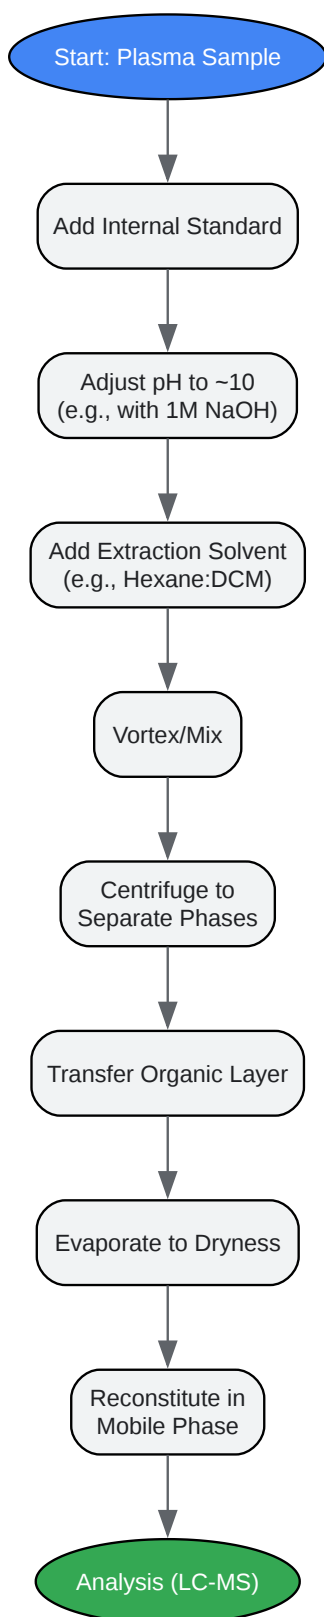 Start: Plasma Sample
Add Internal Standard
Adjust pH to ~10
(e.g., with 1M NaOH)
Add Extraction Solvent
(e.g., Hexane:DCM)
Vortex/Mix
Centrifuge to
Separate Phases
Transfer Organic Layer
Evaporate to Dryness
Reconstitute in
Mobile Phase
Analysis (LC-MS)